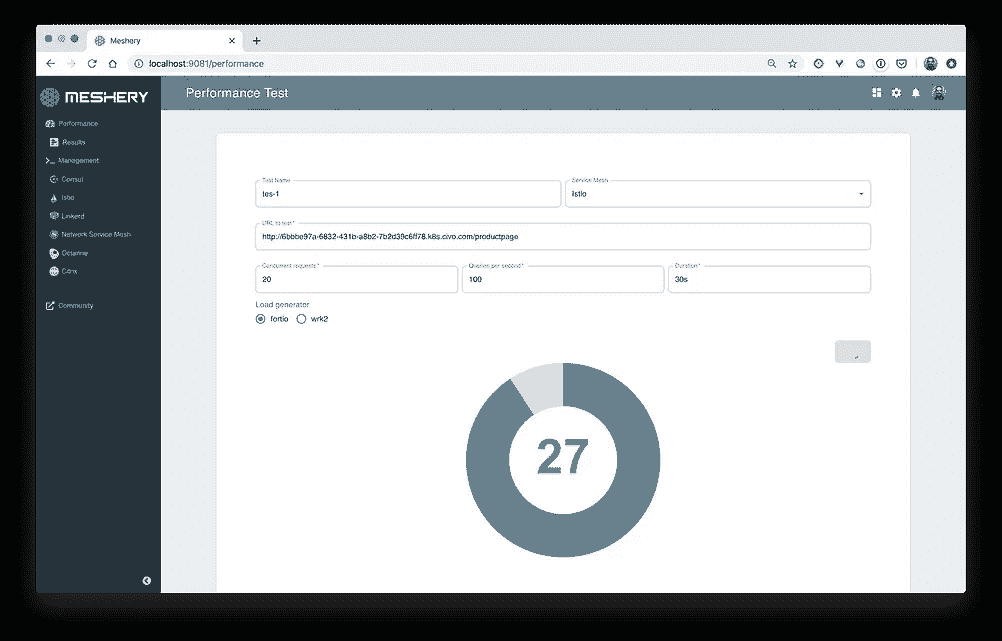 Meshery
localhost:9081/performance
MESHERY
Performance Test
Performance
Results
Management
Consul
Istio
Linkerd
Network Service Mesh
Octarine
Citrix
Community
Test Name
tes-1
Service Mesh
Istio
URL to test *
http://6bbbe97a-6832-431b-a8b2-7b2d39c6ff78.k8s.civo.com/productpage
Concurrent requests *
20
Queries per second *
100
Duration *
30s
Load generator
fortio
wrk2
27